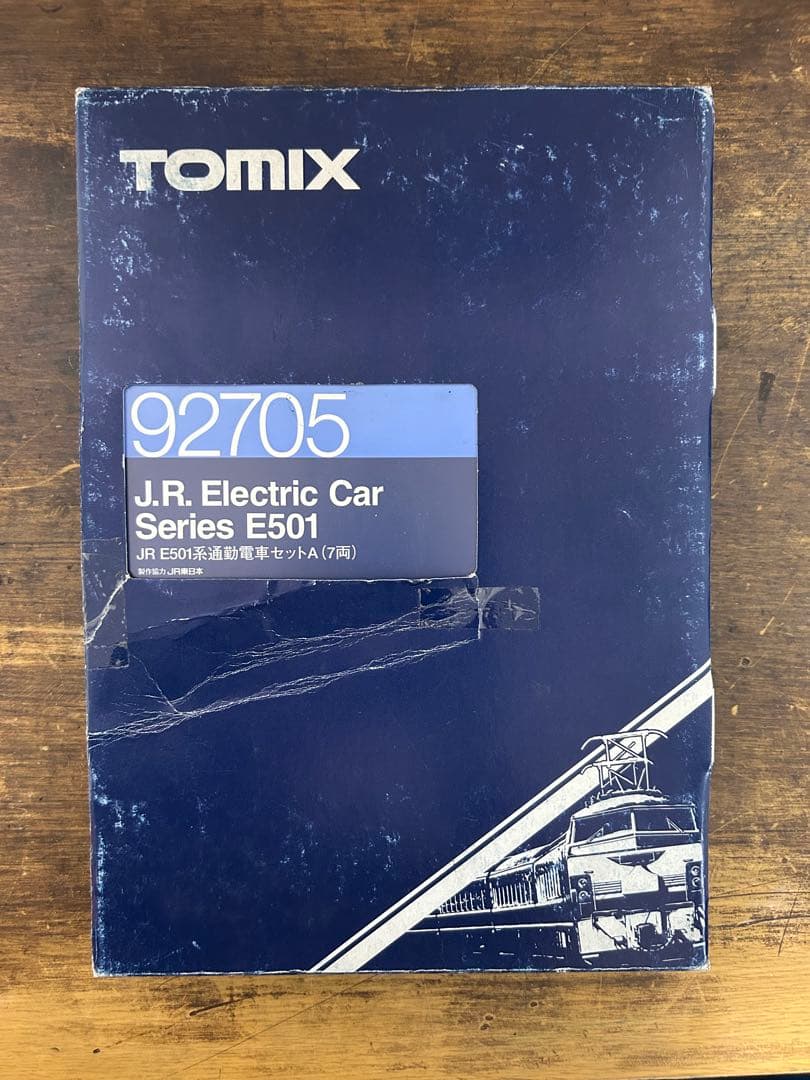 TOMIX
92705
J.R. Electric Car
Series E501
JR E501系通勤電車セットA(7両)
製作協力 JR東日本